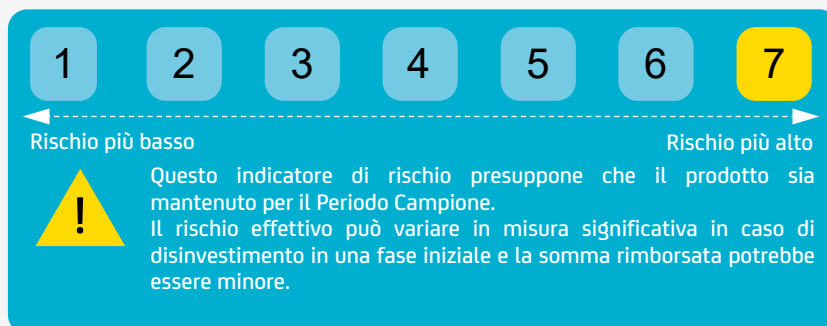 1 2 3 4 5 6 7
Rischio più basso Rischio più alto
Questo indicatore di rischio presuppone che il prodotto sia
mantenuto per il Periodo Campione.
Il rischio effettivo può variare in misura significativa in caso di
disinvestimento in una fase iniziale e la somma rimborsata potrebbe
essere minore.
!